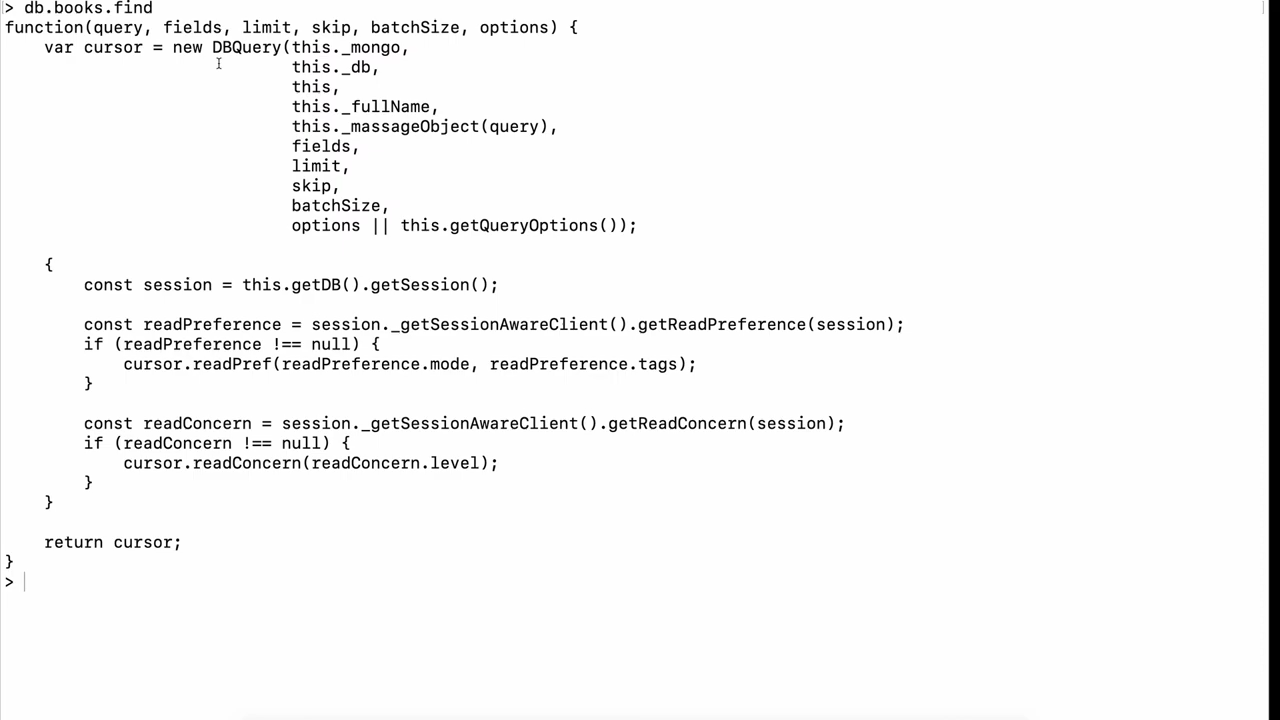 > db.books.find
function(query, fields, limit, skip, batchSize, options) {
    var cursor = new DBQuery(this._mongo,
                             this._db,
                             this,
                             this._fullName,
                             this._massageObject(query),
                             fields,
                             limit,
                             skip,
                             batchSize,
                             options || this.getQueryOptions());

    {
        const session = this.getDB().getSession();

        const readPreference = session._getSessionAwareClient().getReadPreference(session);
        if (readPreference !== null) {
            cursor.readPref(readPreference.mode, readPreference.tags);
        }

        const readConcern = session._getSessionAwareClient().getReadConcern(session);
        if (readConcern !== null) {
            cursor.readConcern(readConcern.level);
        }
    }

    return cursor;
}
>